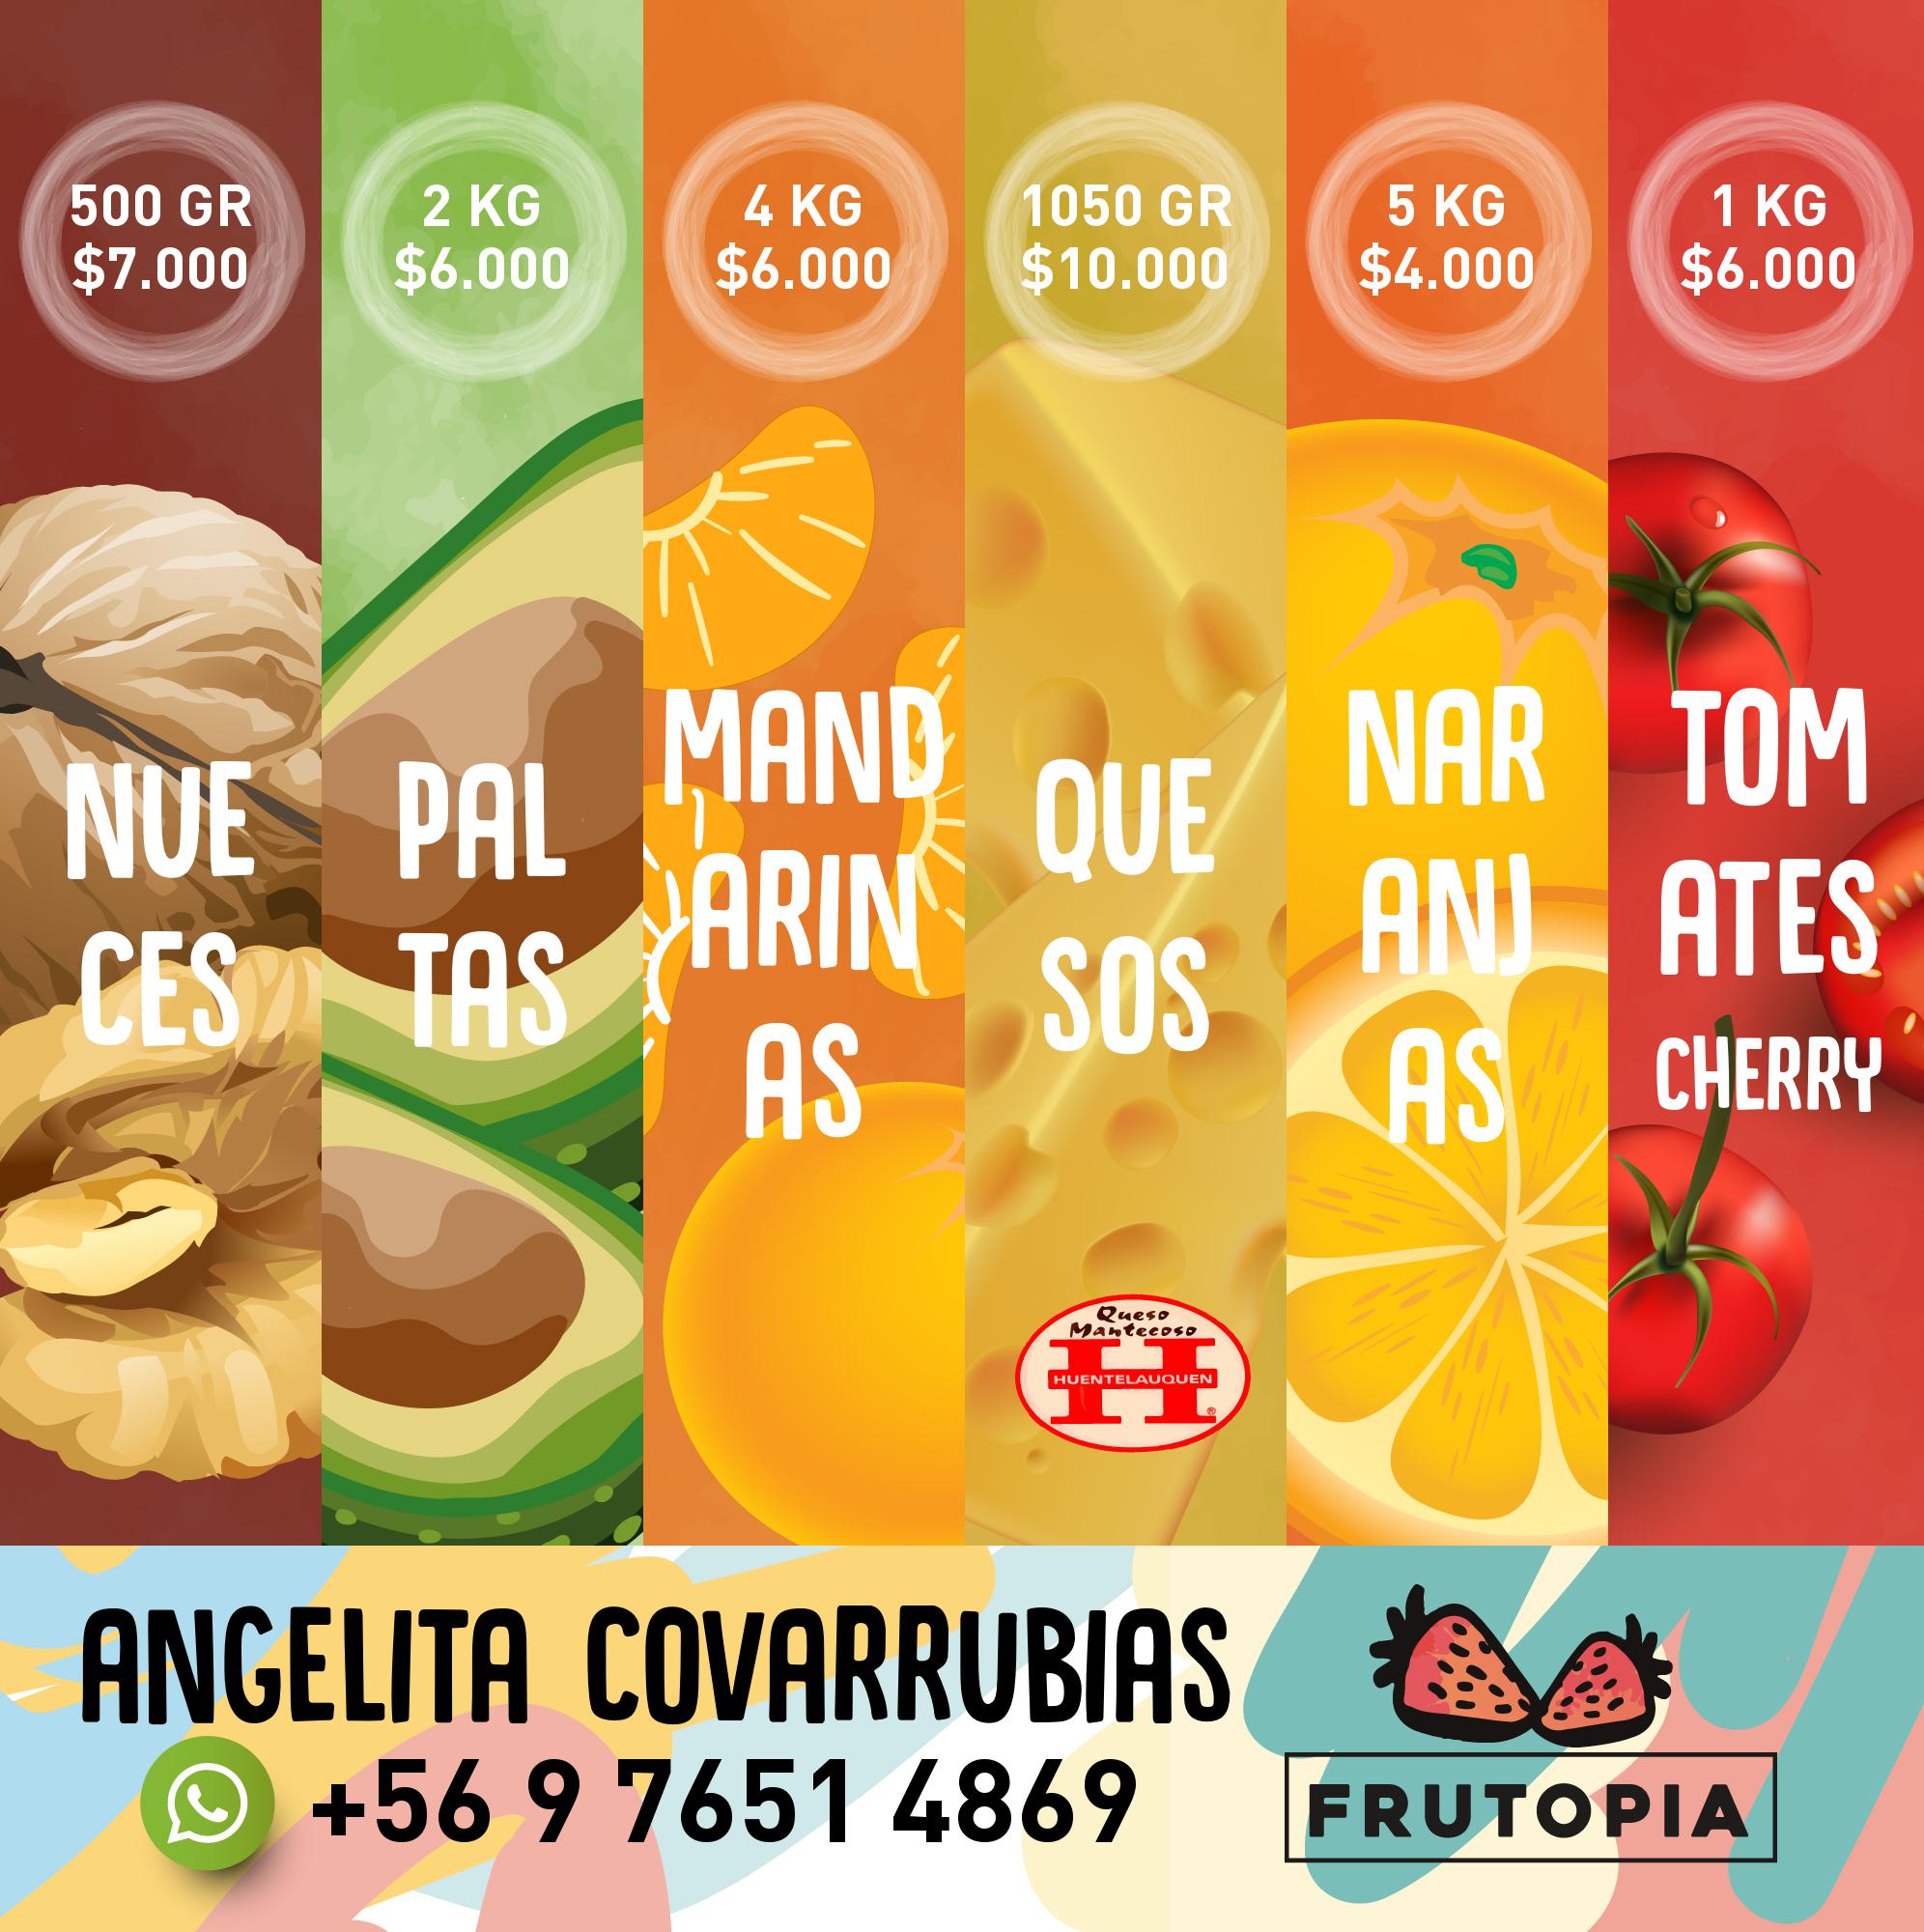 500 GR
$7.000
NUE
CES
2 KG
$6.000
PAL
TAS
4 KG
$6.000
MAND
ARIN
AS
1050 GR
$10.000
QUE
SOS
Queso
Mantecoso
H
HUENTELAUQUEN
®
5 KG
$4.000
NAR
ANJ
AS
1 KG
$6.000
TOM
ATES
CHERRY
ANGELITA COVARRUBIAS
+56 9 7651 4869
FRUTOPIA